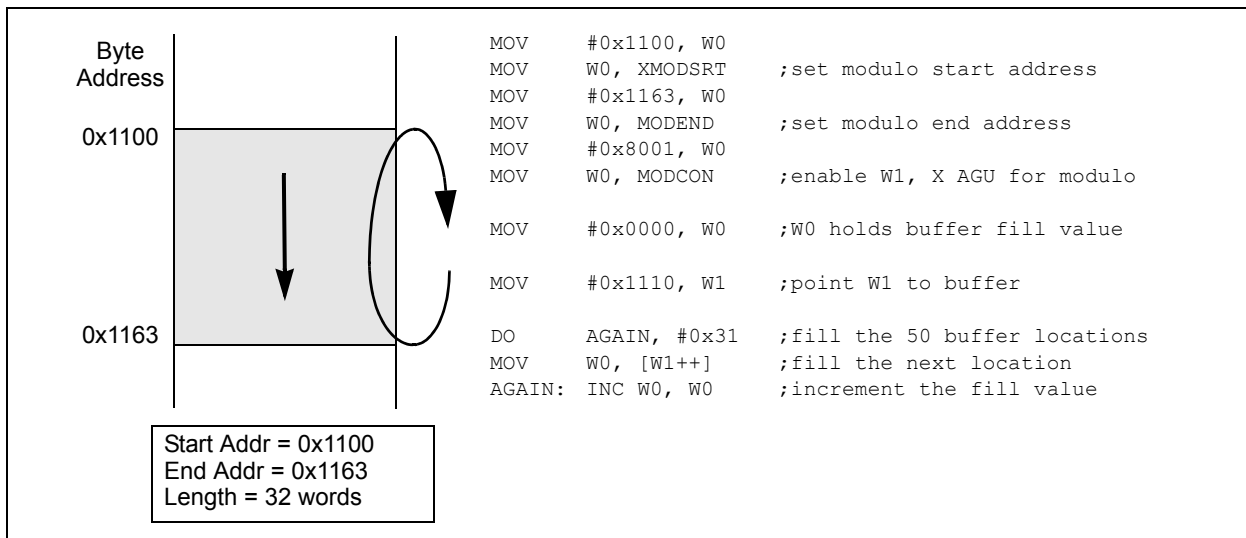 Byte
Address
0x1100
0x1163
Start Addr = 0x1100
End Addr = 0x1163
Length = 32 words
MOV #0x1100, W0
MOV W0, XMODSRT ;set modulo start address
MOV #0x1163, W0
MOV W0, MODEND ;set modulo end address
MOV #0x8001, W0
MOV W0, MODCON ;enable W1, X AGU for modulo
MOV #0x0000, W0 ;W0 holds buffer fill value
MOV #0x1110, W1 ;point W1 to buffer
DO AGAIN, #0x31 ;fill the 50 buffer locations
MOV W0, [W1++] ;fill the next location
AGAIN: INC W0, W0 ;increment the fill value